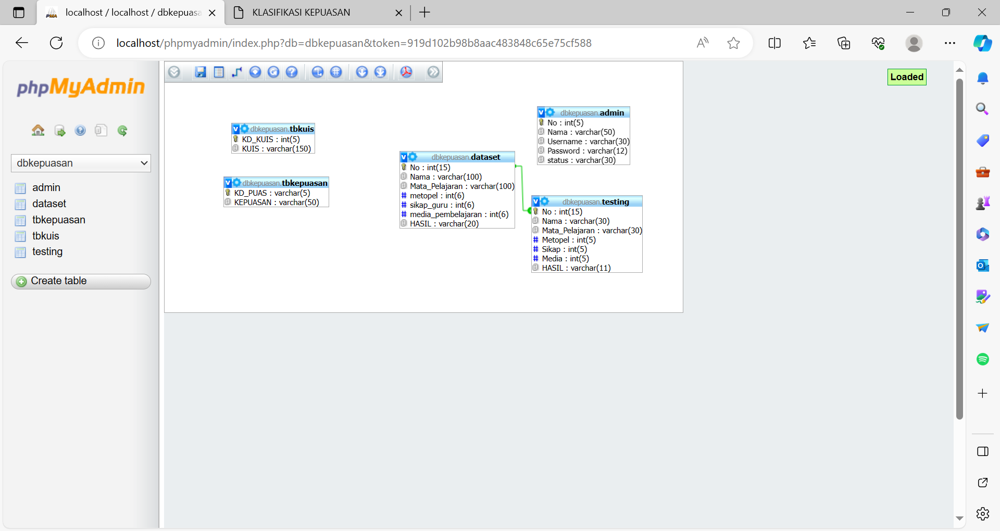 localhost / localhost / dbkepuasa
KLASIFIKASI KEPUASAN
localhost/phpmyadmin/index.php?db=dbkepuasan&token=919d102b98b8aac483848c65e75cf588
phpMyAdmin
dbkepuasan
admin
dataset
tbkepuasan
tbkuis
testing
Create table
Loaded
dbkepuasan.tbkuis
KD_KUIS : int(5)
KUIS : varchar(150)
dbkepuasan.tbkepuasan
KD_PUAS : varchar(5)
KEPUASAN : varchar(50)
dbkepuasan.dataset
No : int(15)
Nama : varchar(100)
Mata_Pelajaran : varchar(100)
metopel : int(6)
sikap_guru : int(6)
media_pembelajaran : int(6)
HASIL : varchar(20)
dbkepuasan.admin
No : int(5)
Nama : varchar(50)
Username : varchar(30)
Password : varchar(12)
status : varchar(30)
dbkepuasan.testing
No : int(15)
Nama : varchar(30)
Mata_Pelajaran : varchar(30)
Metopel : int(5)
Sikap : int(5)
Media : int(5)
HASIL : varchar(11)